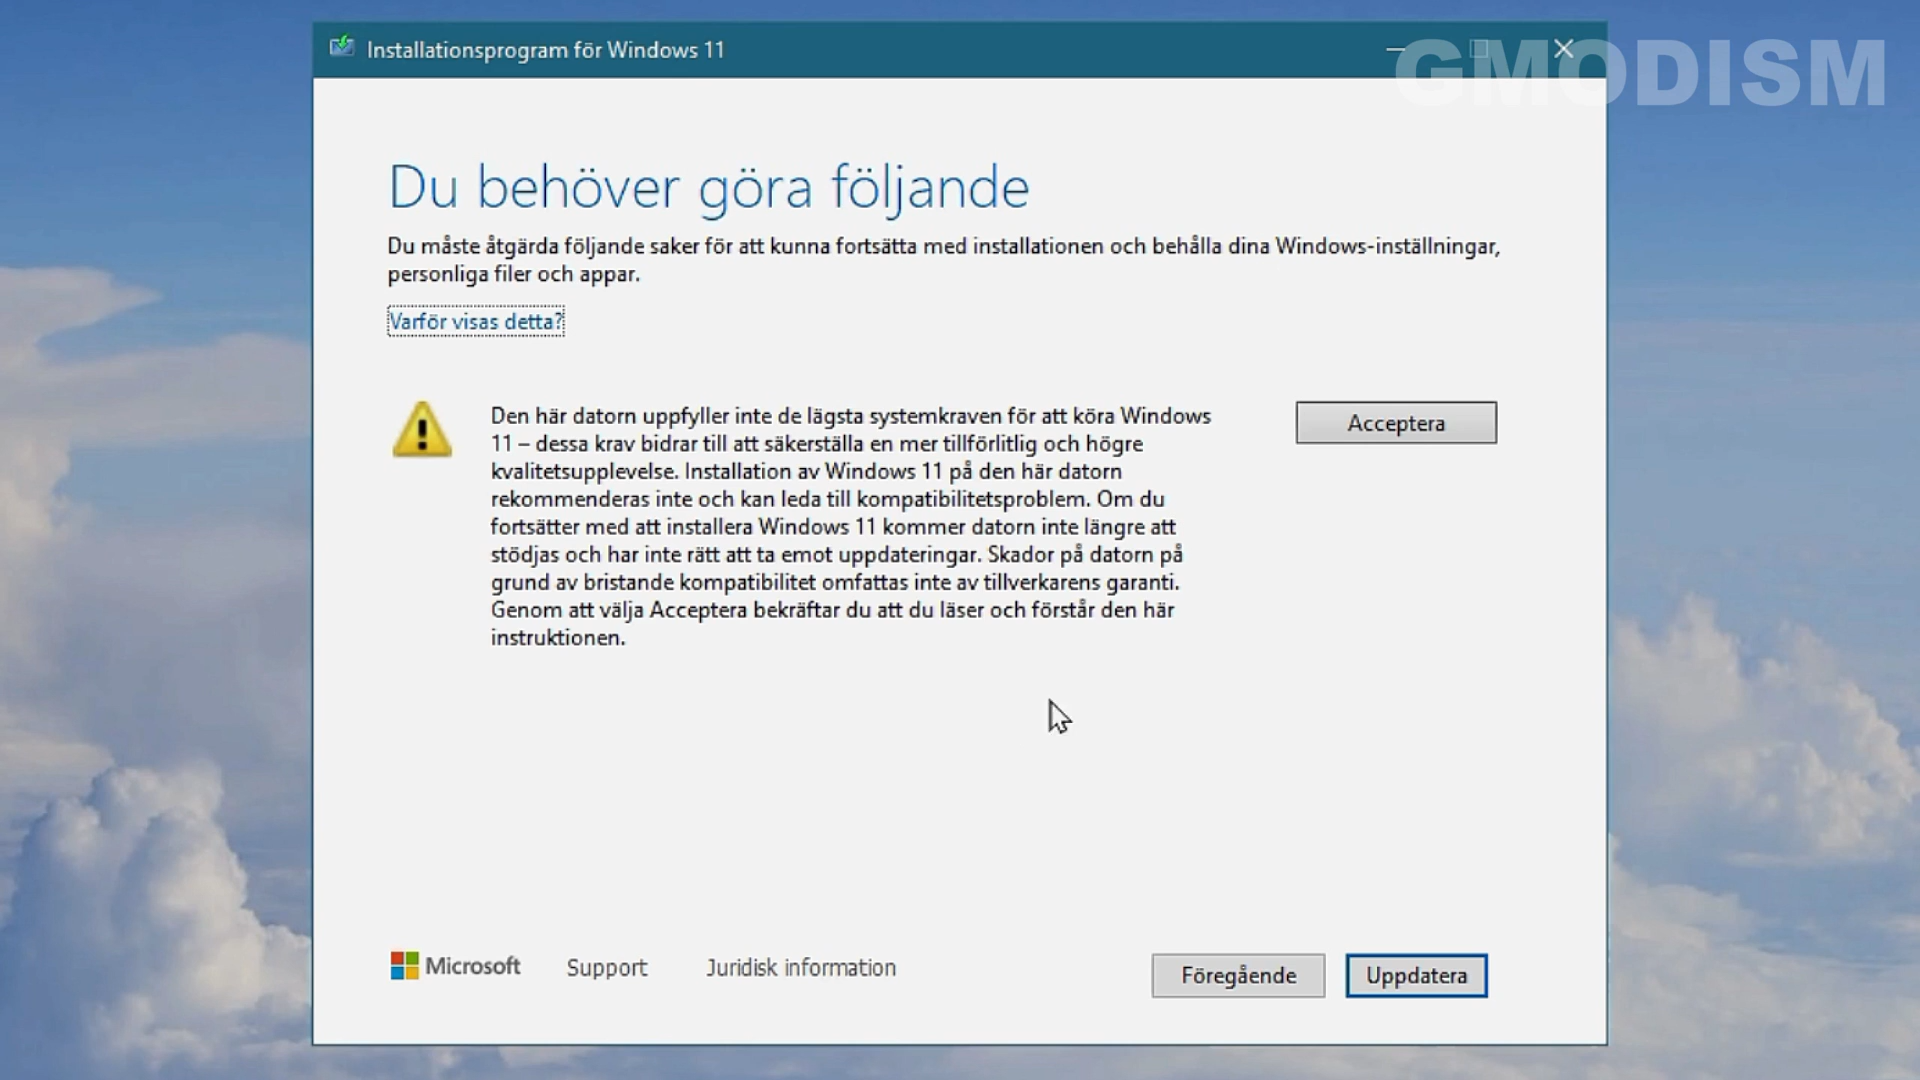 Installationsprogram för Windows 11
GMODISM
Du behöver göra följande
Du måste åtgärda följande saker för att kunna fortsätta med installationen och behålla dina Windows-inställningar,
personliga filer och appar.
Varför visas detta?
Den här datorn uppfyller inte de lägsta systemkraven för att köra Windows
11 – dessa krav bidrar till att säkerställa en mer tillförlitlig och högre
kvalitetsupplevelse. Installation av Windows 11 på den här datorn
rekommenderas inte och kan leda till kompatibilitetsproblem. Om du
fortsätter med att installera Windows 11 kommer datorn inte längre att
stödjas och har inte rätt att ta emot uppdateringar. Skador på datorn på
grund av bristande kompatibilitet omfattas inte av tillverkarens garanti.
Genom att välja Acceptera bekräftar du att du läser och förstår den här
instruktionen.
Acceptera
Microsoft
Support
Juridisk information
Föregående
Uppdatera